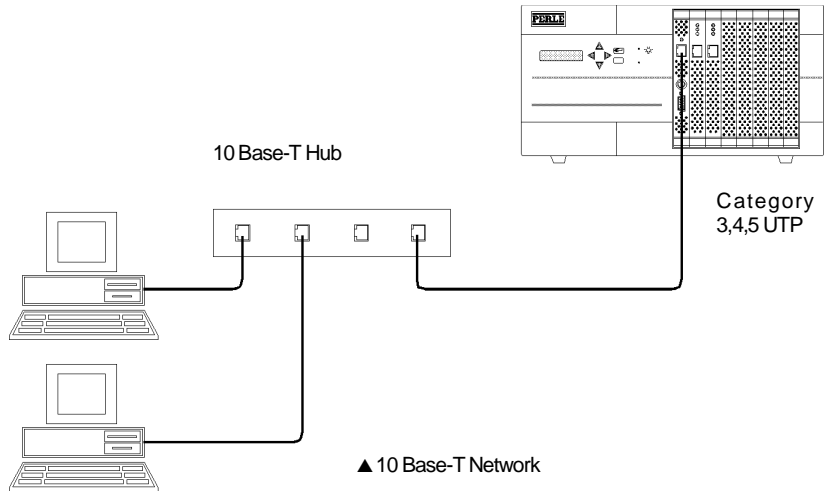 PERLE
10 Base-T Hub
Category
3,4,5 UTP
▲ 10 Base-T Network